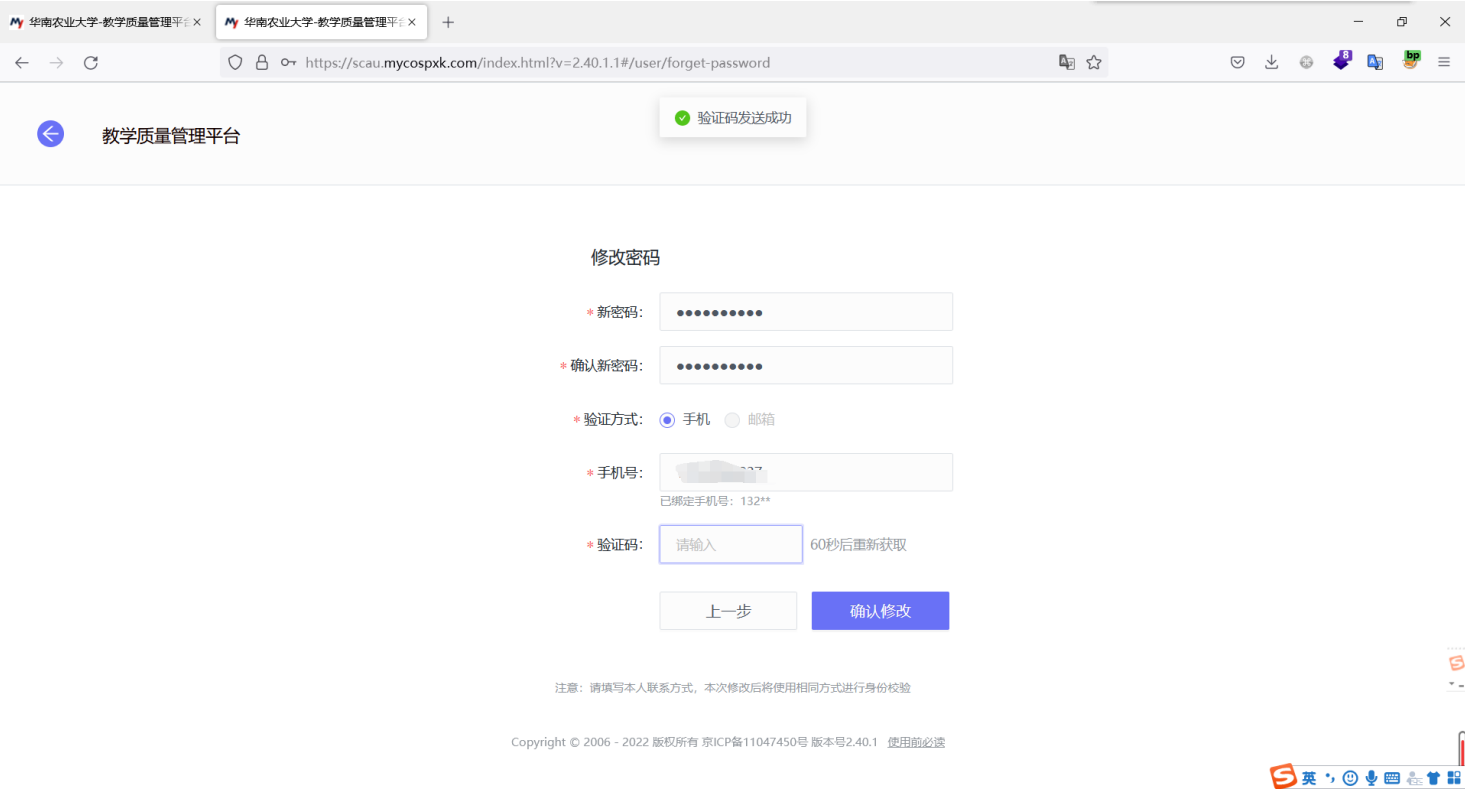 华南农业大学-教学质量管理平台
华南农业大学-教学质量管理平台
https://scau.mycospxk.com/index.html?v=2.40.1.1#/user/forget-password
8
bp
教学质量管理平台
验证码发送成功
修改密码
*新密码:
*确认新密码:
*验证方式: 手机 邮箱
*手机号:
已绑定手机号: 132**
*验证码: 请输入 60秒后重新获取
上一步 确认修改
注意: 请填写本人联系方式, 本次修改后将使用相同方式进行身份校验
Copyright © 2006 - 2022 版权所有 京ICP备11047450号 版本号2.40.1 使用前必读
英